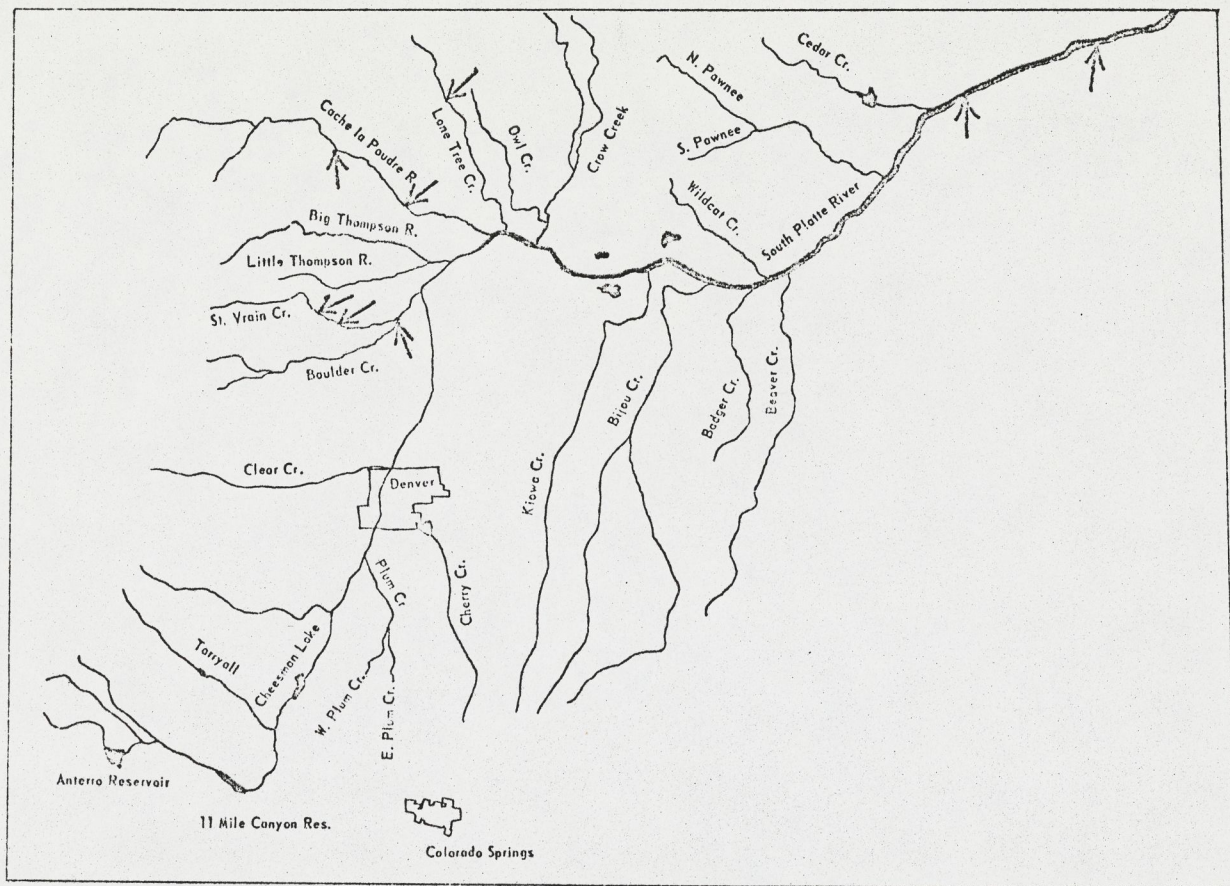 Cedar Cr.
N. Pawnee
S. Pawnee
Cache la Poudre R.
Lone Tree Cr.
Owl Cr.
Crow Creek
Wildcat Cr.
South Platte River
Big Thompson R.
Little Thompson R.
St. Vrain Cr.
Boulder Cr.
Clear Cr.
Denver
Kiowa Cr.
Bijou Cr.
Badger Cr.
Beaver Cr.
Plum Cr
Cherry Cr.
Tarryall
Cheesman Lake
W. Plum Cr.
E. Plum Cr.
Anterro Reservoir
11 Mile Canyon Res.
Colorado Springs